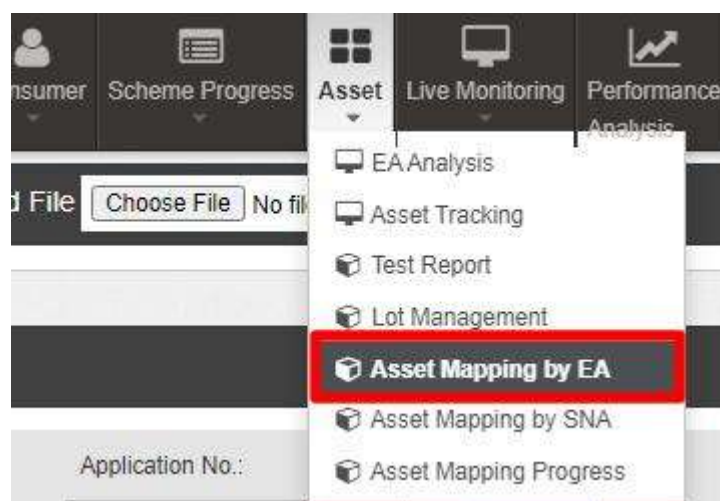 nsumer Scheme Progress Asset Live Monitoring Performance
Analysis
d File Choose File No fil
EA Analysis
Asset Tracking
Test Report
Lot Management
Asset Mapping by EA
Asset Mapping by SNA
Application No.:
Asset Mapping Progress